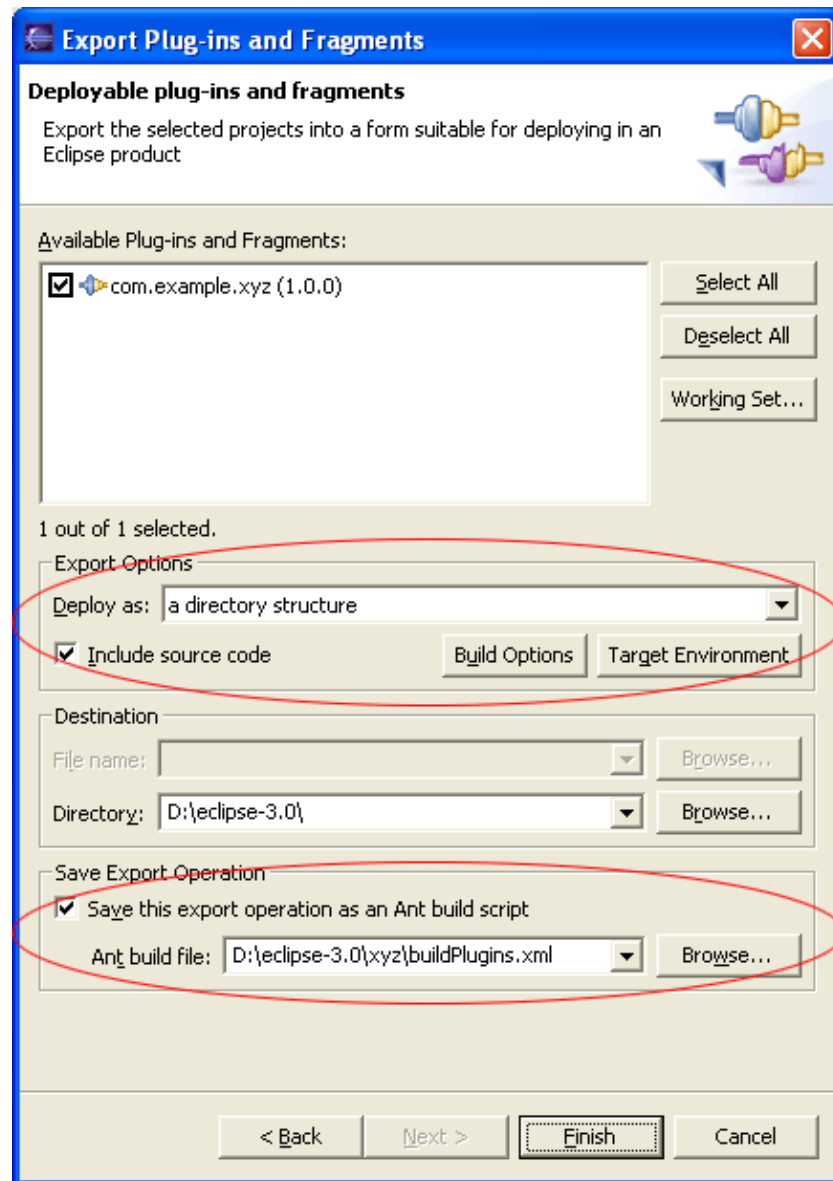 Export Plug-ins and Fragments
Deployable plug-ins and fragments
Export the selected projects into a form suitable for deploying in an
Eclipse product
Available Plug-ins and Fragments:
com.example.xyz (1.0.0)
Select All
Deselect All
Working Set...
1 out of 1 selected.
Export Options
Deploy as: a directory structure
Include source code Build Options Target Environment
Destination
File name: Browse...
Directory: D:\eclipse-3.0\ Browse...
Save Export Operation
Save this export operation as an Ant build script
Ant build file: D:\eclipse-3.0\xyz\buildPlugins.xml Browse...
< Back Next > Finish Cancel